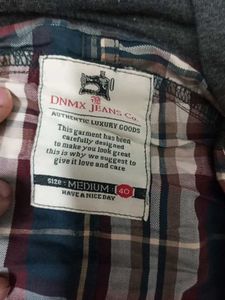 DNMX JEANS Co.
AUTHENTIC LUXURY GOODS
This garment has been
carefully designed
to make you look great
this is why we suggest to
give it love and care
SIZE - MEDIUM 40
HAVE A NICE DAY